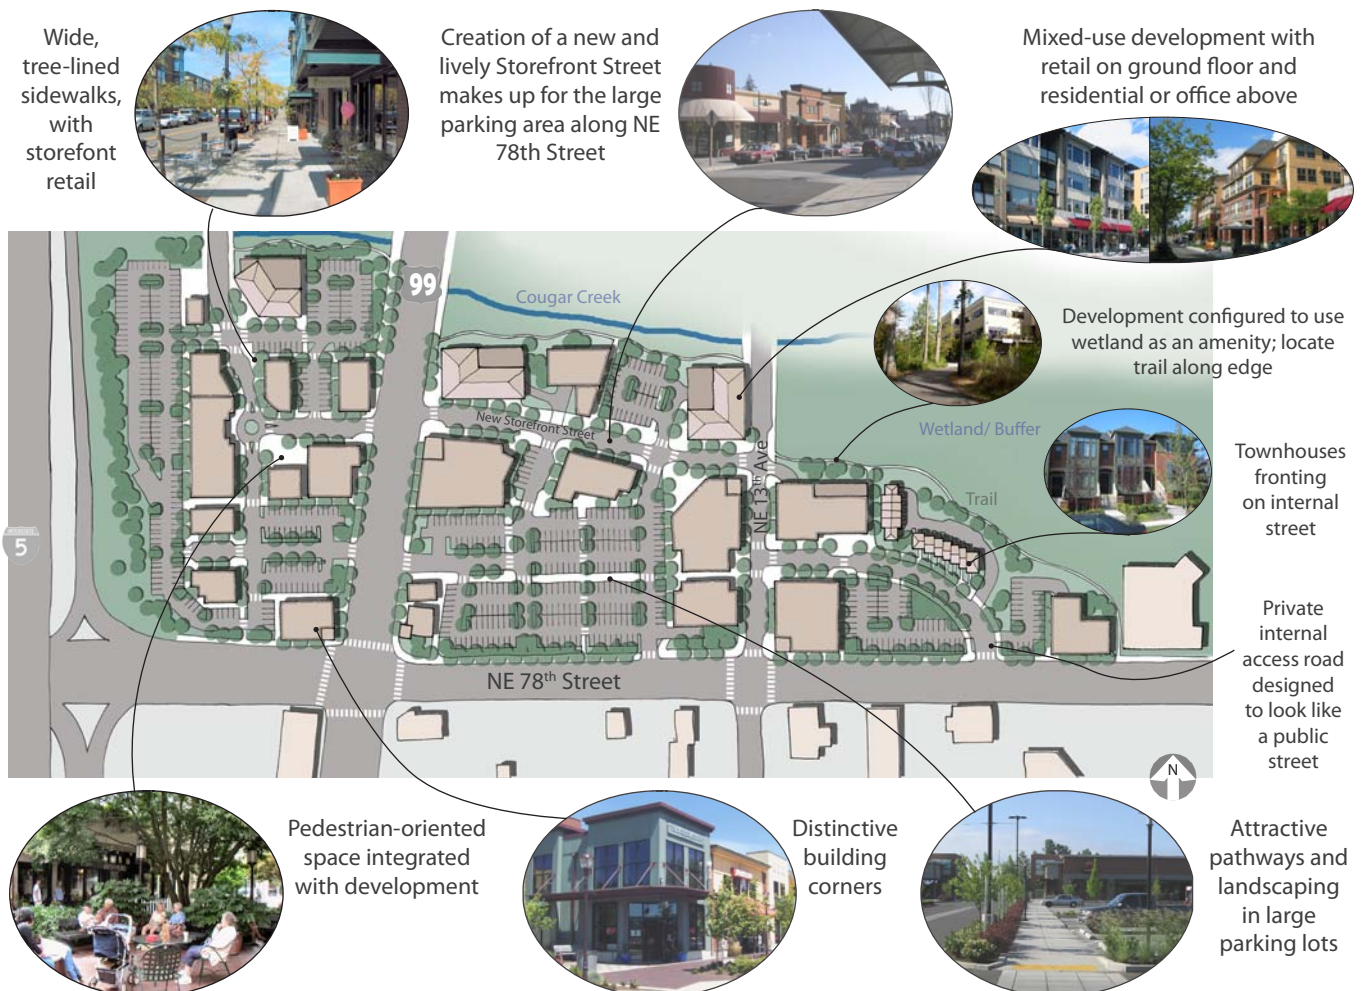 Wide,
tree-lined
sidewalks,
with
storefont
retail
Creation of a new and
lively Storefront Street
makes up for the large
parking area along NE
78th Street
Mixed-use development with
retail on ground floor and
residential or office above
99
Cougar Creek
Development configured to use
wetland as an amenity; locate
trail along edge
New Storefront Street
Wetland/ Buffer
NE 13th Ave
Trail
Townhouses
fronting
on internal
street
5
Private
internal
access road
designed
to look like
a public
street
NE 78th Street
N
Pedestrian-oriented
space integrated
with development
Distinctive
building
corners
Attractive
pathways and
landscaping
in large
parking lots